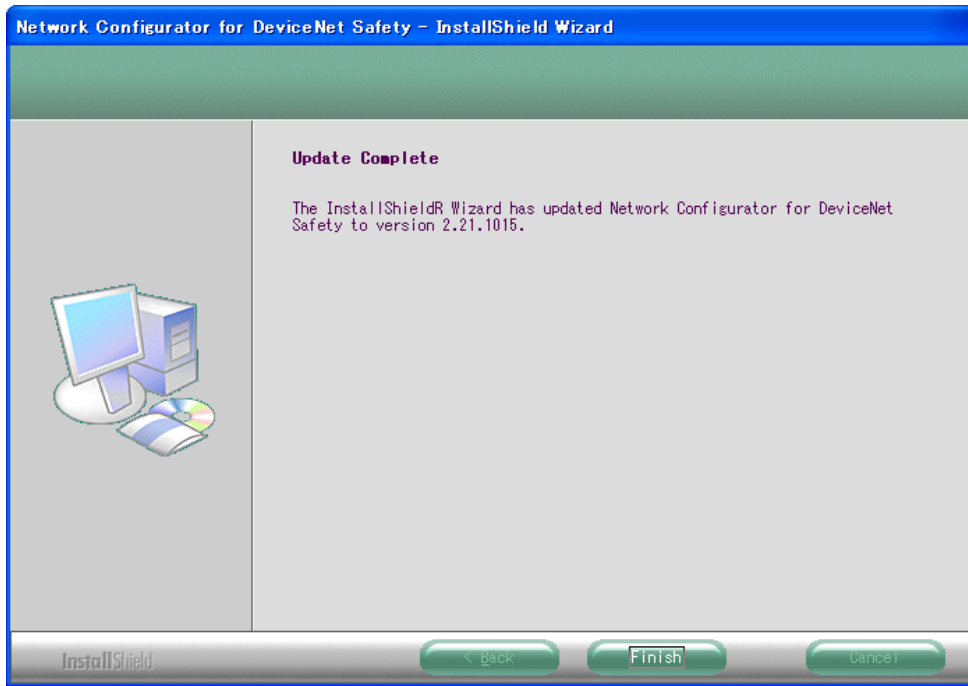 Network Configurator for DeviceNet Safety - InstallShield Wizard
Update Complete
The InstallShieldR Wizard has updated Network Configurator for DeviceNet
Safety to version 2.21.1015.
InstallShield
< Back
Finish
Cancel